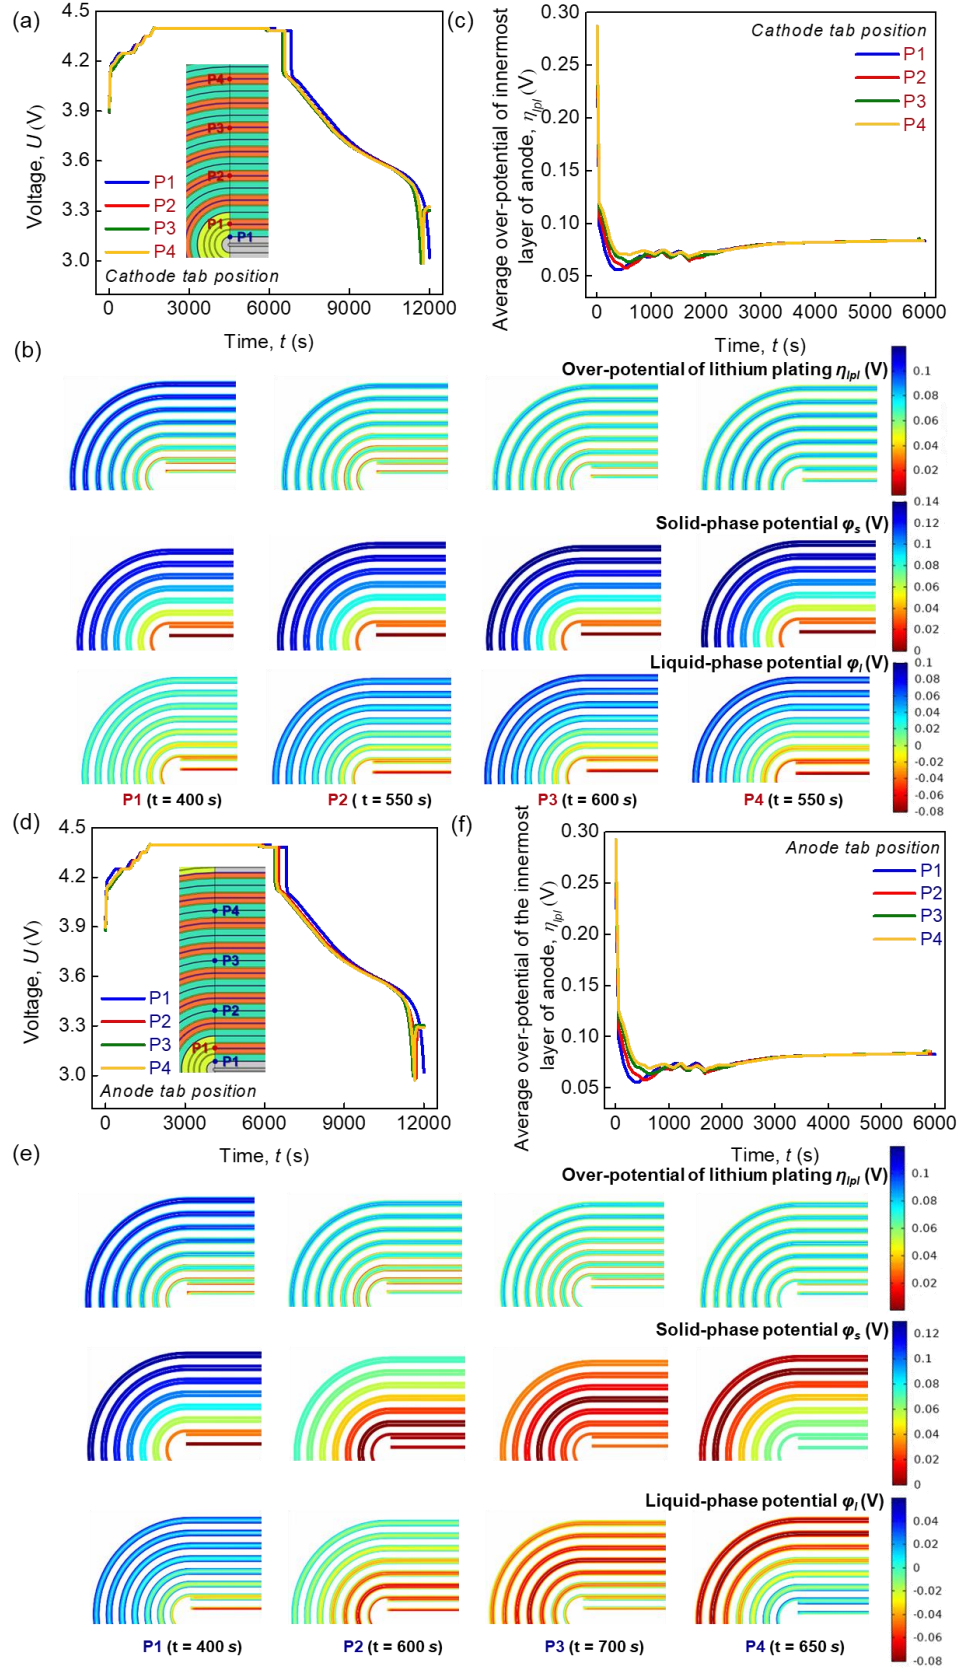 (a)
4.5
4.2
3.9
3.6
3.3
3.0
Voltage, U (V)
P4
P3
P2
P1
P1
P1
P2
P3
P4
Cathode tab position
0 3000 6000 9000 12000
Time, t (s)
(c)
0.30
0.25
0.20
0.15
0.10
0.05
Average over-potential of innermost
layer of anode, ηlpl (V)
Cathode tab position
P1
P2
P3
P4
0 1000 2000 3000 4000 5000 6000
Time, t (s)
(b)
Over-potential of lithium plating ηlpl (V)
0.1
0.08
0.06
0.04
0.02
Solid-phase potential φs (V)
0.14
0.12
0.1
0.08
0.06
0.04
0.02
0
Liquid-phase potential φl (V)
0.1
0.08
0.06
0.04
0.02
0
-0.02
-0.04
-0.06
-0.08
P1 (t = 400 s)
P2 ( t = 550 s)
P3 (t = 600 s)
P4 (t = 550 s)
(d)
4.5
4.2
3.9
3.6
3.3
3.0
Voltage, U (V)
P4
P3
P2
P1
P1
P1
P2
P3
P4
Anode tab position
0 3000 6000 9000 12000
Time, t (s)
(f)
0.30
0.25
0.20
0.15
0.10
0.05
Average over-potential of the innermost
layer of anode, ηlpl (V)
Anode tab position
P1
P2
P3
P4
0 1000 2000 3000 4000 5000 6000
Time, t (s)
(e)
Over-potential of lithium plating ηlpl (V)
0.1
0.08
0.06
0.04
0.02
Solid-phase potential φs (V)
0.12
0.1
0.08
0.06
0.04
0.02
0
Liquid-phase potential φl (V)
0.04
0.02
0
-0.02
-0.04
-0.06
-0.08
P1 (t = 400 s)
P2 (t = 600 s)
P3 (t = 700 s)
P4 (t = 650 s)